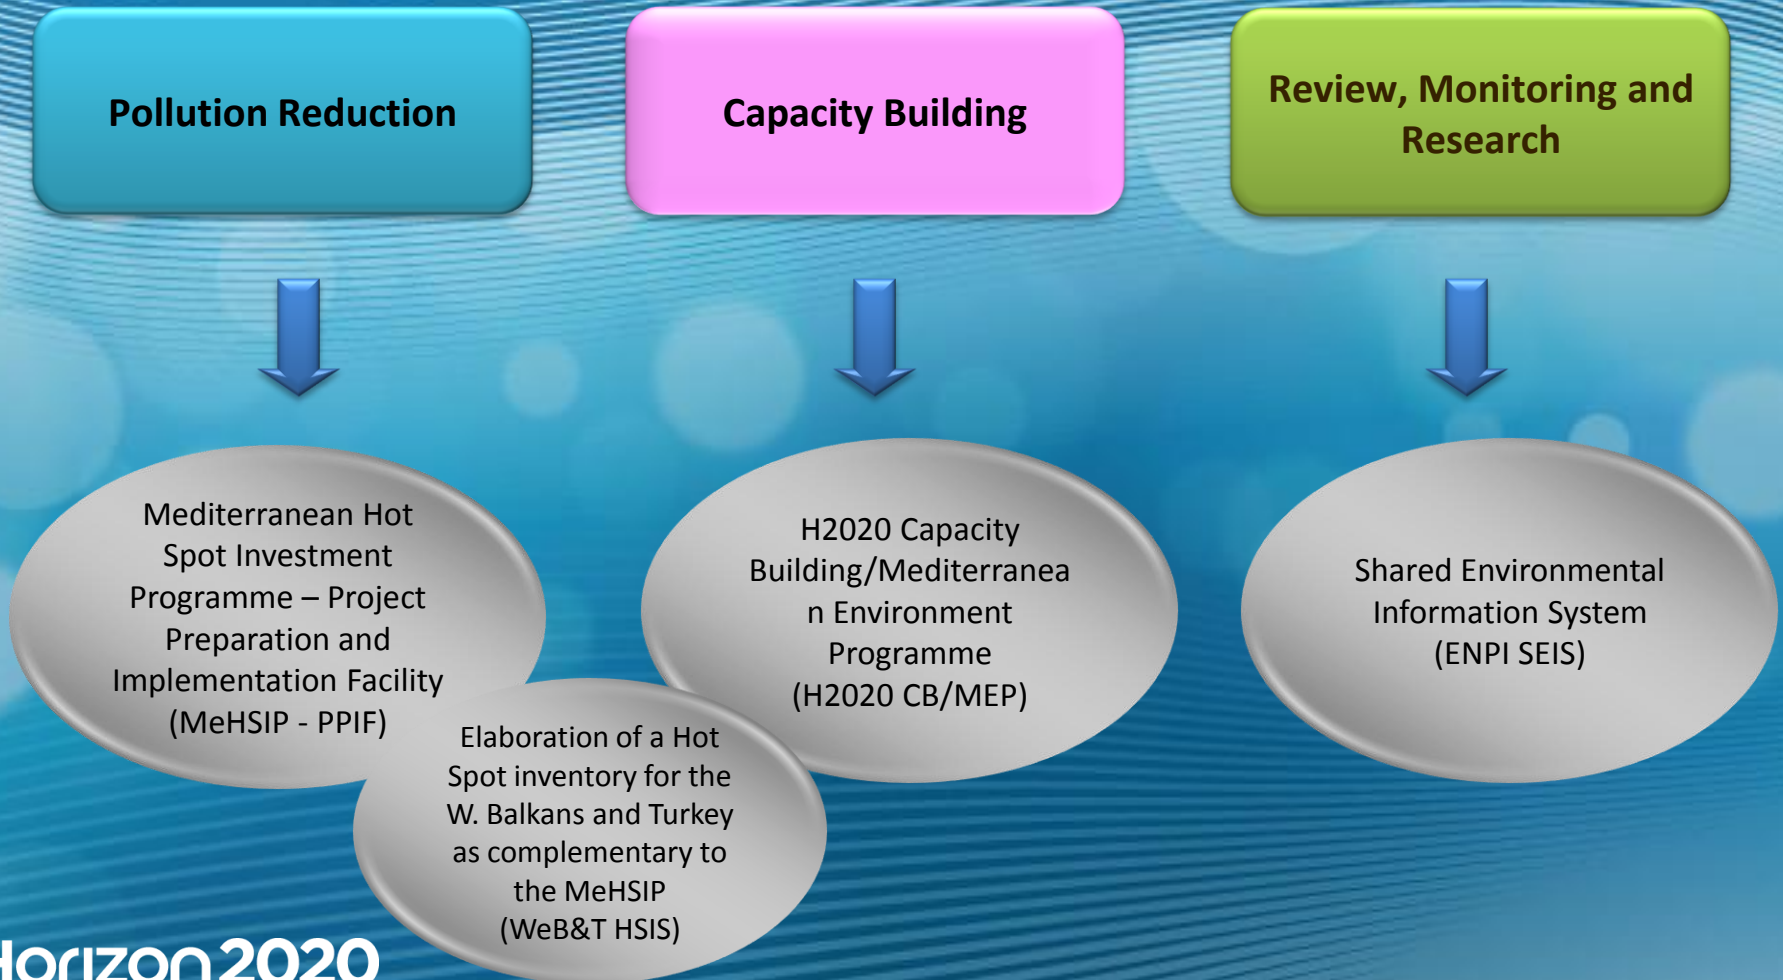 Pollution Reduction
Capacity Building
Review, Monitoring and
Research
Mediterranean Hot
Spot Investment
Programme – Project
Preparation and
Implementation Facility
(MeHSIP - PPIF)
H2020 Capacity
Building/Mediterranea
n Environment
Programme
(H2020 CB/MEP)
Shared Environmental
Information System
(ENPI SEIS)
Elaboration of a Hot
Spot inventory for the
W. Balkans and Turkey
as complementary to
the MeHSIP
(WeB&T HSIS)
Horizon 2020